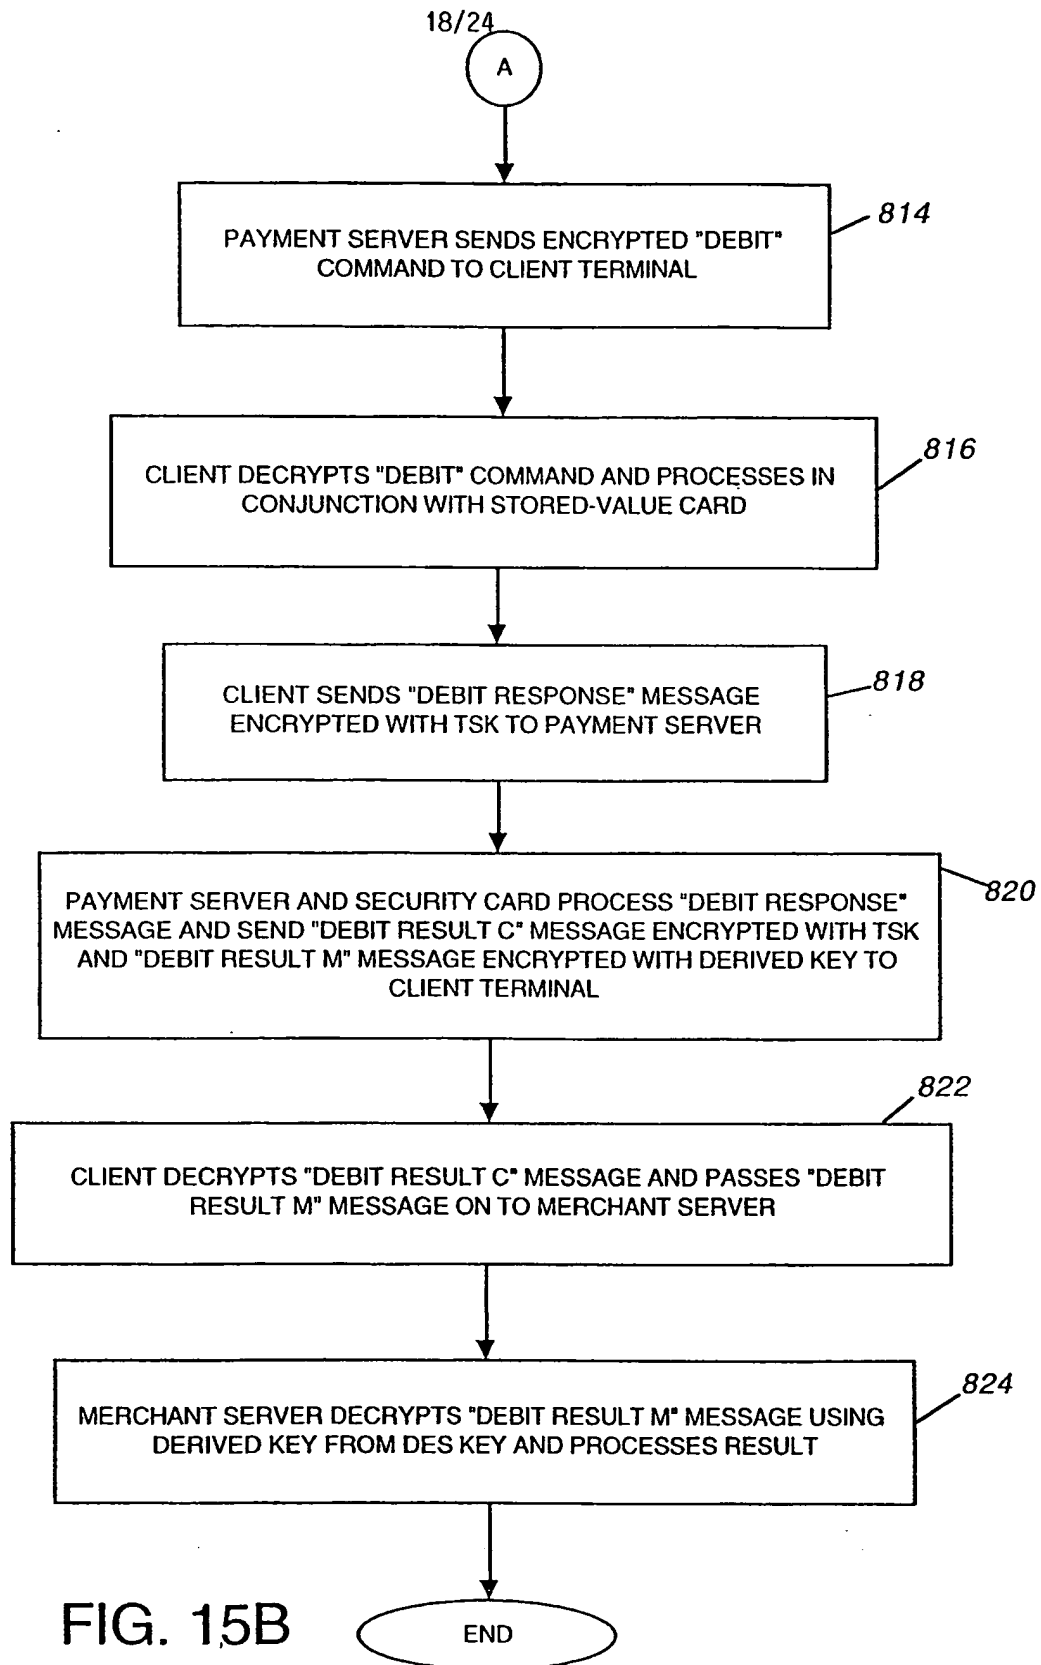 18/24
A
814
PAYMENT SERVER SENDS ENCRYPTED "DEBIT"
COMMAND TO CLIENT TERMINAL
816
CLIENT DECRYPTS "DEBIT" COMMAND AND PROCESSES IN
CONJUNCTION WITH STORED-VALUE CARD
818
CLIENT SENDS "DEBIT RESPONSE" MESSAGE
ENCRYPTED WITH TSK TO PAYMENT SERVER
820
PAYMENT SERVER AND SECURITY CARD PROCESS "DEBIT RESPONSE"
MESSAGE AND SEND "DEBIT RESULT C" MESSAGE ENCRYPTED WITH TSK
AND "DEBIT RESULT M" MESSAGE ENCRYPTED WITH DERIVED KEY TO
CLIENT TERMINAL
822
CLIENT DECRYPTS "DEBIT RESULT C" MESSAGE AND PASSES "DEBIT
RESULT M" MESSAGE ON TO MERCHANT SERVER
824
MERCHANT SERVER DECRYPTS "DEBIT RESULT M" MESSAGE USING
DERIVED KEY FROM DES KEY AND PROCESSES RESULT
FIG. 15B
END